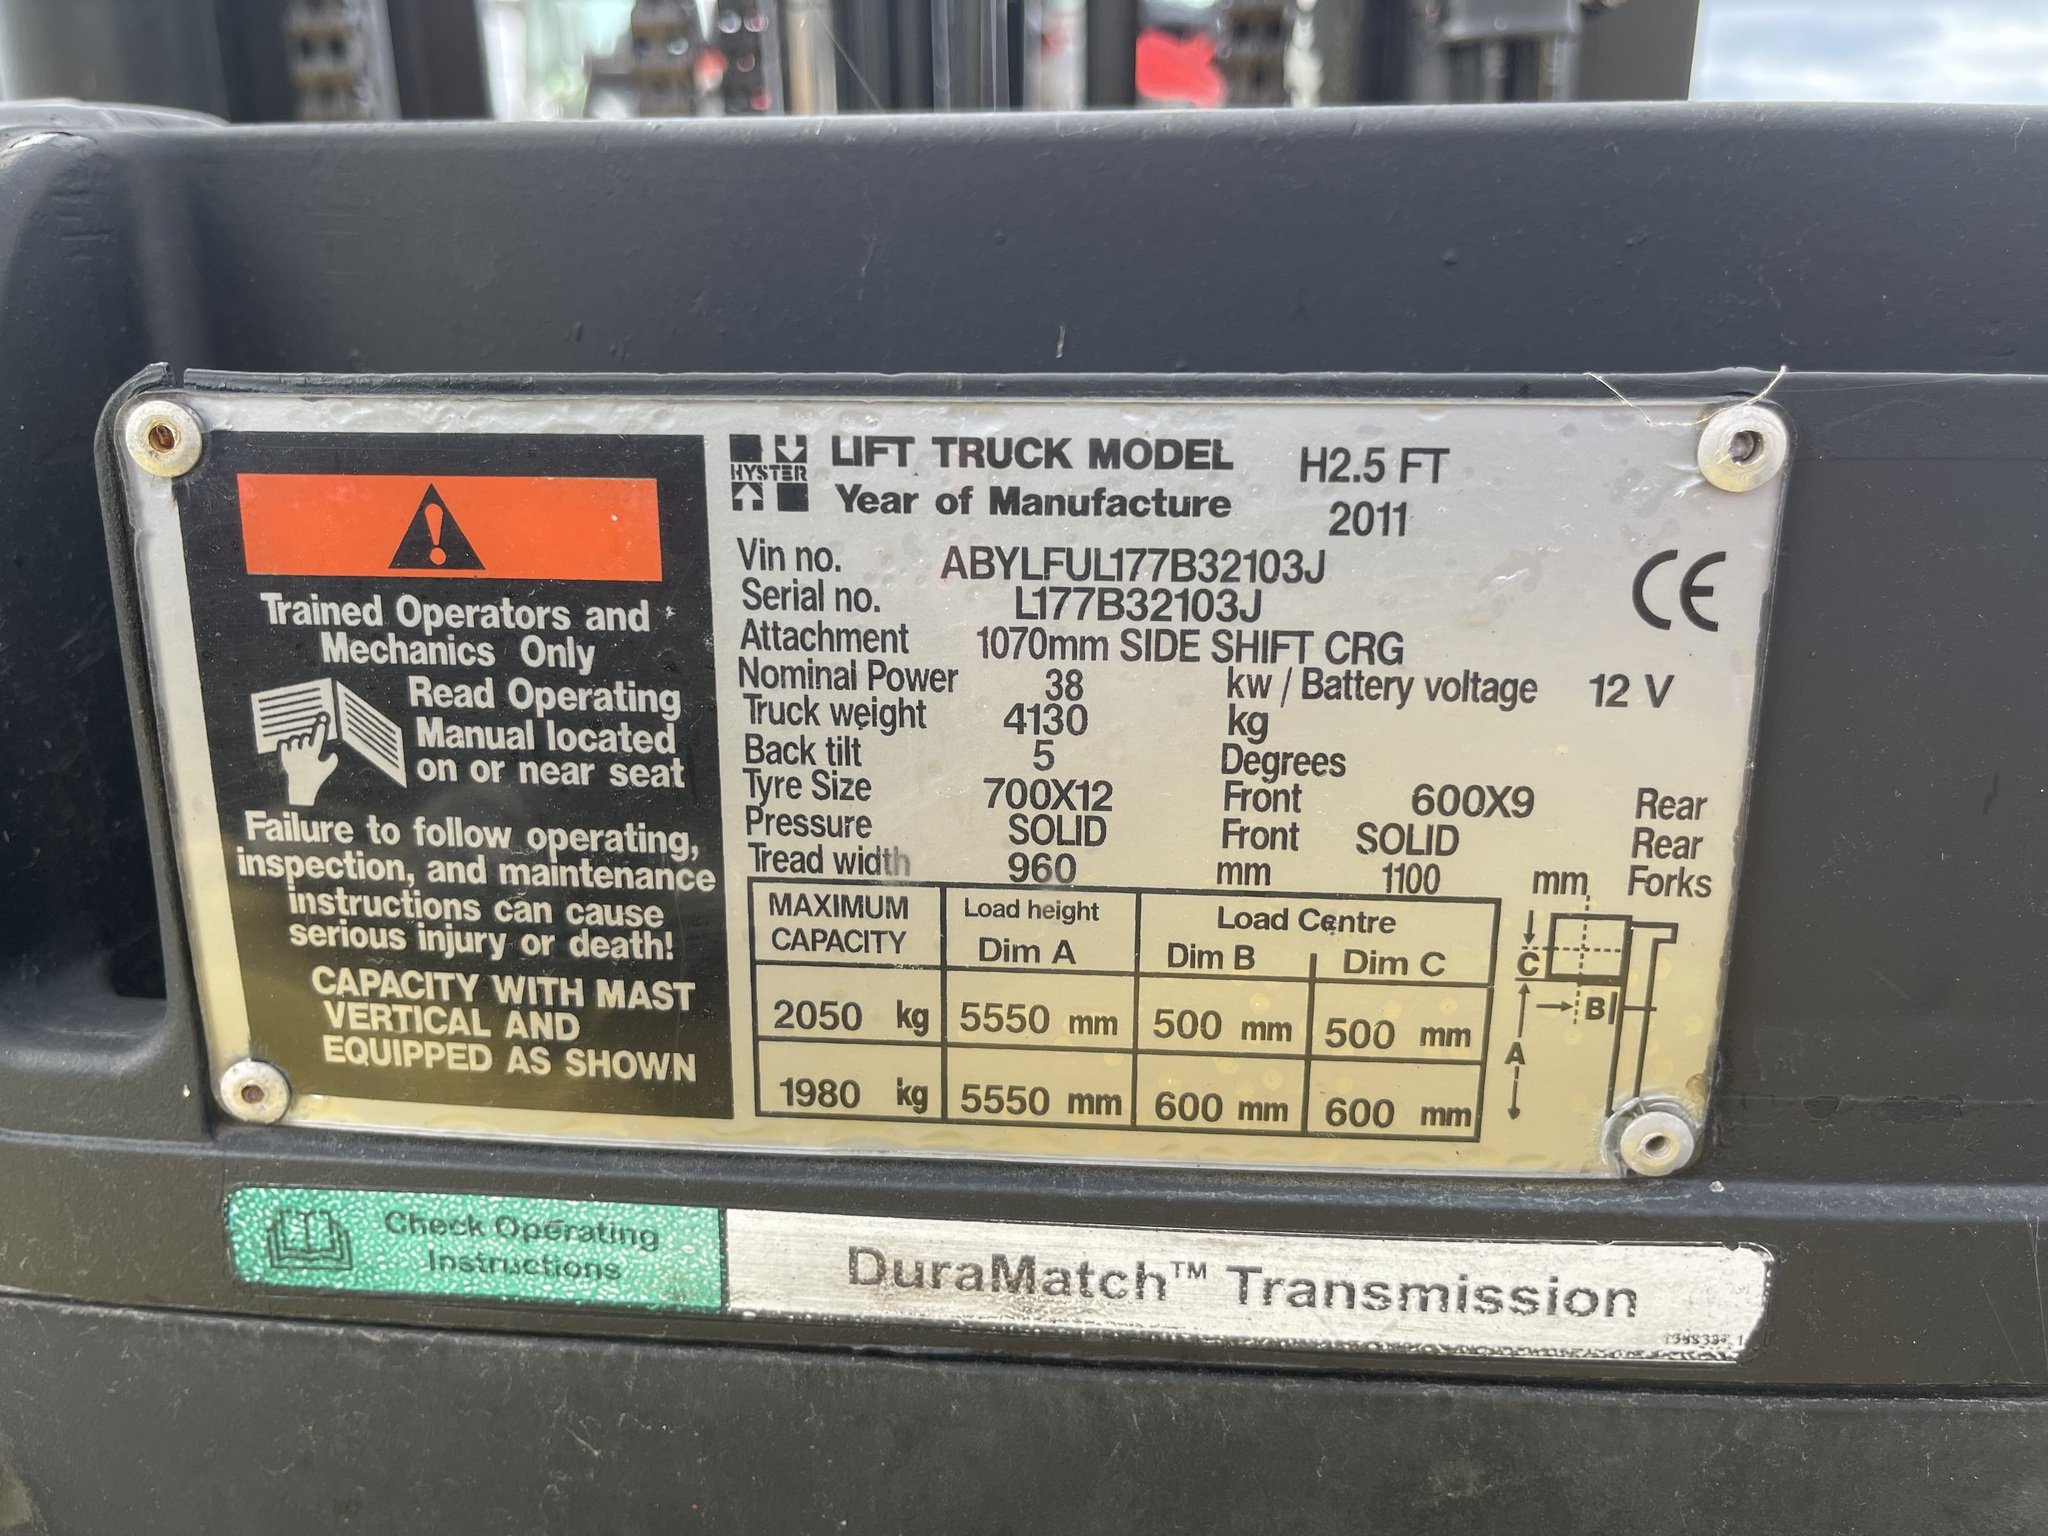 Trained Operators and
Mechanics Only
Read Operating
Manual located
on or near seat
Failure to follow operating,
inspection, and maintenance
instructions can cause
serious injury or death!
CAPACITY WITH MAST
VERTICAL AND
EQUIPPED AS SHOWN
HYSTER
LIFT TRUCK MODEL H2.5 FT
Year of Manufacture 2011
Vin no. ABYLFUL177B32103J
Serial no. L177B32103J
CE
Attachment 1070mm SIDE SHIFT CRG
Nominal Power 38 kw / Battery voltage 12 V
Truck weight 4130 kg
Back tilt 5 Degrees
Tyre Size 700X12 Front 600X9 Rear
Pressure SOLID Front SOLID Rear
Tread width 960 mm 1100 mm Forks
MAXIMUM CAPACITY Load height Dim A Load Centre Dim B Dim C
2050 kg 5550 mm 500 mm 500 mm
1980 kg 5550 mm 600 mm 600 mm
C
B
A
Check Operating
Instructions
DuraMatch™ Transmission